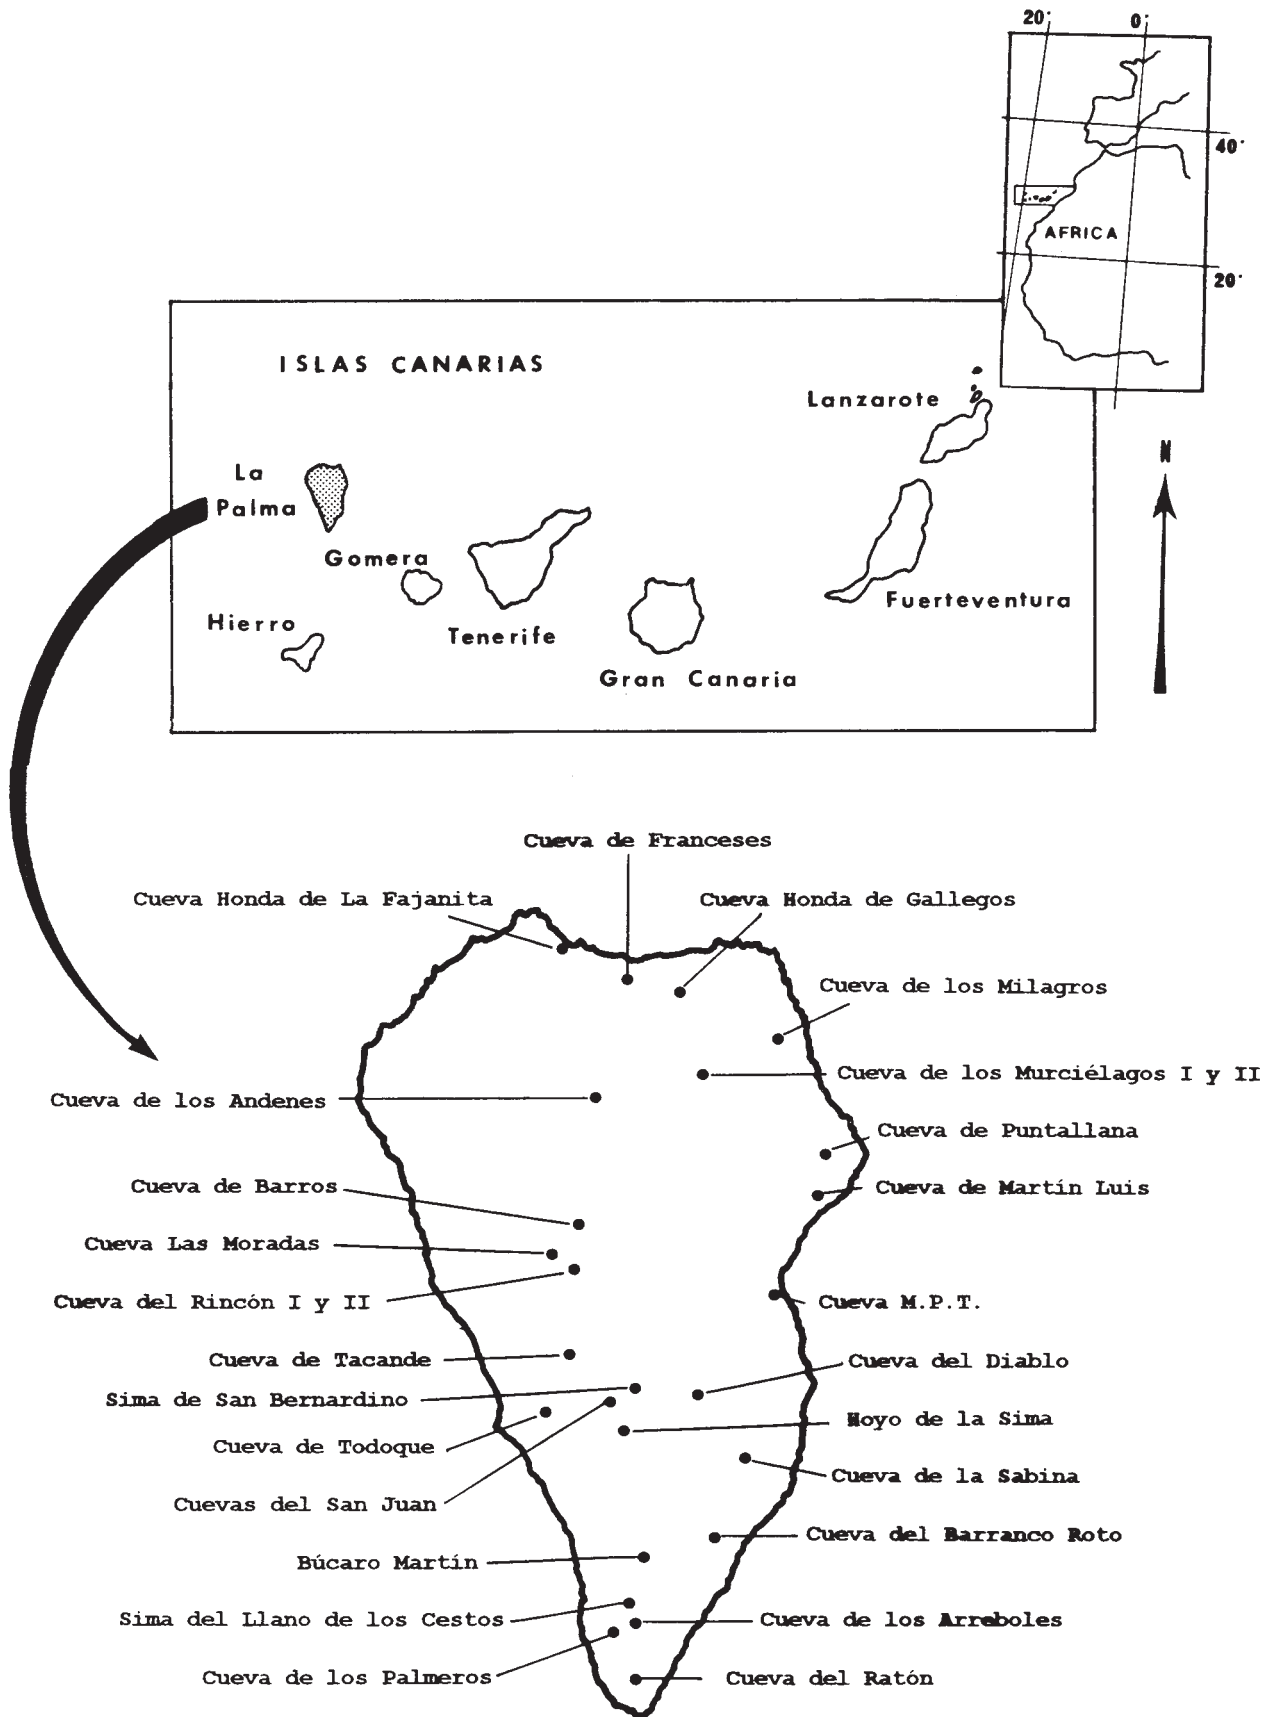 20·
0·
40·
AFRICA
20·
ISLAS CANARIAS
Lanzarote
N
La
Palma
Gomera
Fuerteventura
Hierro
Tenerife
Gran Canaria
Cueva de Franceses
Cueva Honda de La Fajanita
Cueva Honda de Gallegos
Cueva de los Milagros
Cueva de los Murciélagos I y II
Cueva de los Andenes
Cueva de Puntallana
Cueva de Barros
Cueva de Martín Luis
Cueva Las Moradas
Cueva del Rincón I y II
Cueva M.P.T.
Cueva de Tacande
Cueva del Diablo
Sima de San Bernardino
Hoyo de la Sima
Cueva de Todoque
Cueva de la Sabina
Cuevas del San Juan
Cueva del Barranco Roto
Búcaro Martín
Sima del Llano de los Cestos
Cueva de los Arreboles
Cueva de los Palmeros
Cueva del Ratón